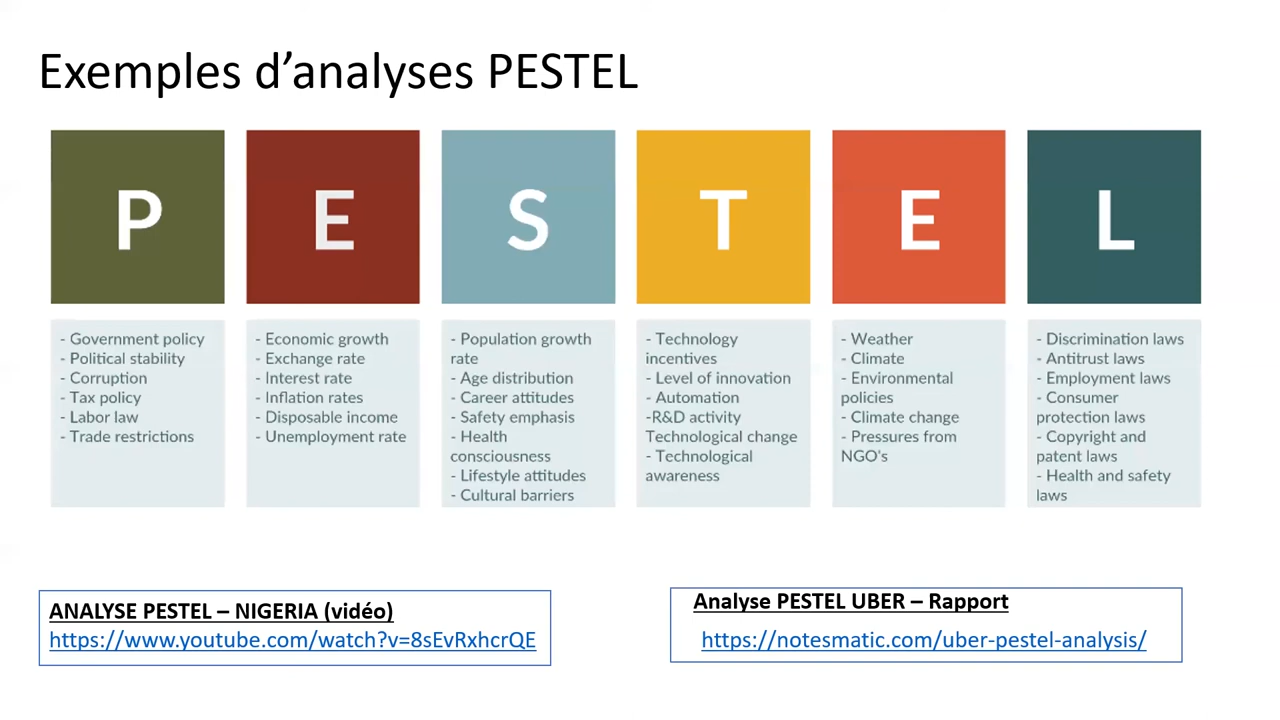 Exemples d’analyses PESTEL
P
E
S
T
E
L
- Government policy
- Political stability
- Corruption
- Tax policy
- Labor law
- Trade restrictions
- Economic growth
- Exchange rate
- Interest rate
- Inflation rates
- Disposable income
- Unemployment rate
- Population growth
rate
- Age distribution
- Career attitudes
- Safety emphasis
- Health
consciousness
- Lifestyle attitudes
- Cultural barriers
- Technology
incentives
- Level of innovation
- Automation
-R&D activity
Technological change
- Technological
awareness
- Weather
- Climate
- Environmental
policies
- Climate change
- Pressures from
NGO's
- Discrimination laws
- Antitrust laws
- Employment laws
- Consumer
protection laws
- Copyright and
patent laws
- Health and safety
laws
ANALYSE PESTEL – NIGERIA (vidéo)
https://www.youtube.com/watch?v=8sEvRxhcrQE
Analyse PESTEL UBER – Rapport
https://notesmatic.com/uber-pestel-analysis/